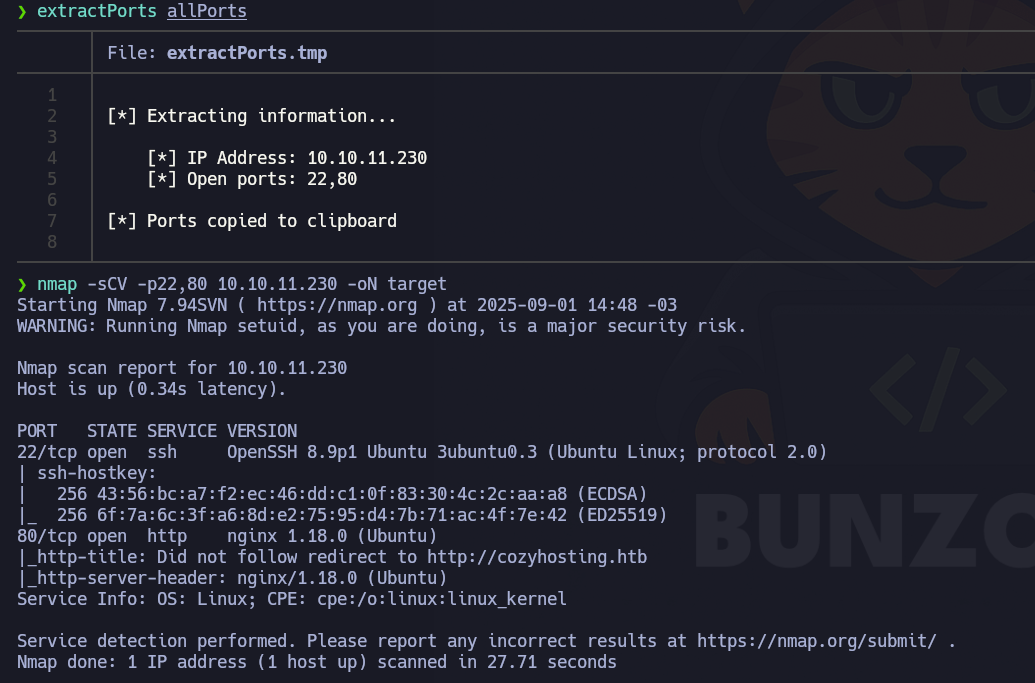 ❯ extractPorts allPorts
File: extractPorts.tmp
1
2 [*] Extracting information...
3
4 [*] IP Address: 10.10.11.230
5 [*] Open ports: 22,80
6
7 [*] Ports copied to clipboard
8
❯ nmap -sCV -p22,80 10.10.11.230 -oN target
Starting Nmap 7.94SVN ( https://nmap.org ) at 2025-09-01 14:48 -03
WARNING: Running Nmap setuid, as you are doing, is a major security risk.
Nmap scan report for 10.10.11.230
Host is up (0.34s latency).
PORT   STATE SERVICE VERSION
22/tcp open  ssh     OpenSSH 8.9p1 Ubuntu 3ubuntu0.3 (Ubuntu Linux; protocol 2.0)
| ssh-hostkey:
|   256 43:56:bc:a7:f2:ec:46:dd:c1:0f:83:30:4c:2c:aa:a8 (ECDSA)
|_  256 6f:7a:6c:3f:a6:8d:e2:75:95:d4:7b:71:ac:4f:7e:42 (ED25519)
80/tcp open  http    nginx 1.18.0 (Ubuntu)
|_http-title: Did not follow redirect to http://cozyhosting.htb
|_http-server-header: nginx/1.18.0 (Ubuntu)
Service Info: OS: Linux; CPE: cpe:/o:linux:linux_kernel
Service detection performed. Please report any incorrect results at https://nmap.org/submit/ .
Nmap done: 1 IP address (1 host up) scanned in 27.71 seconds